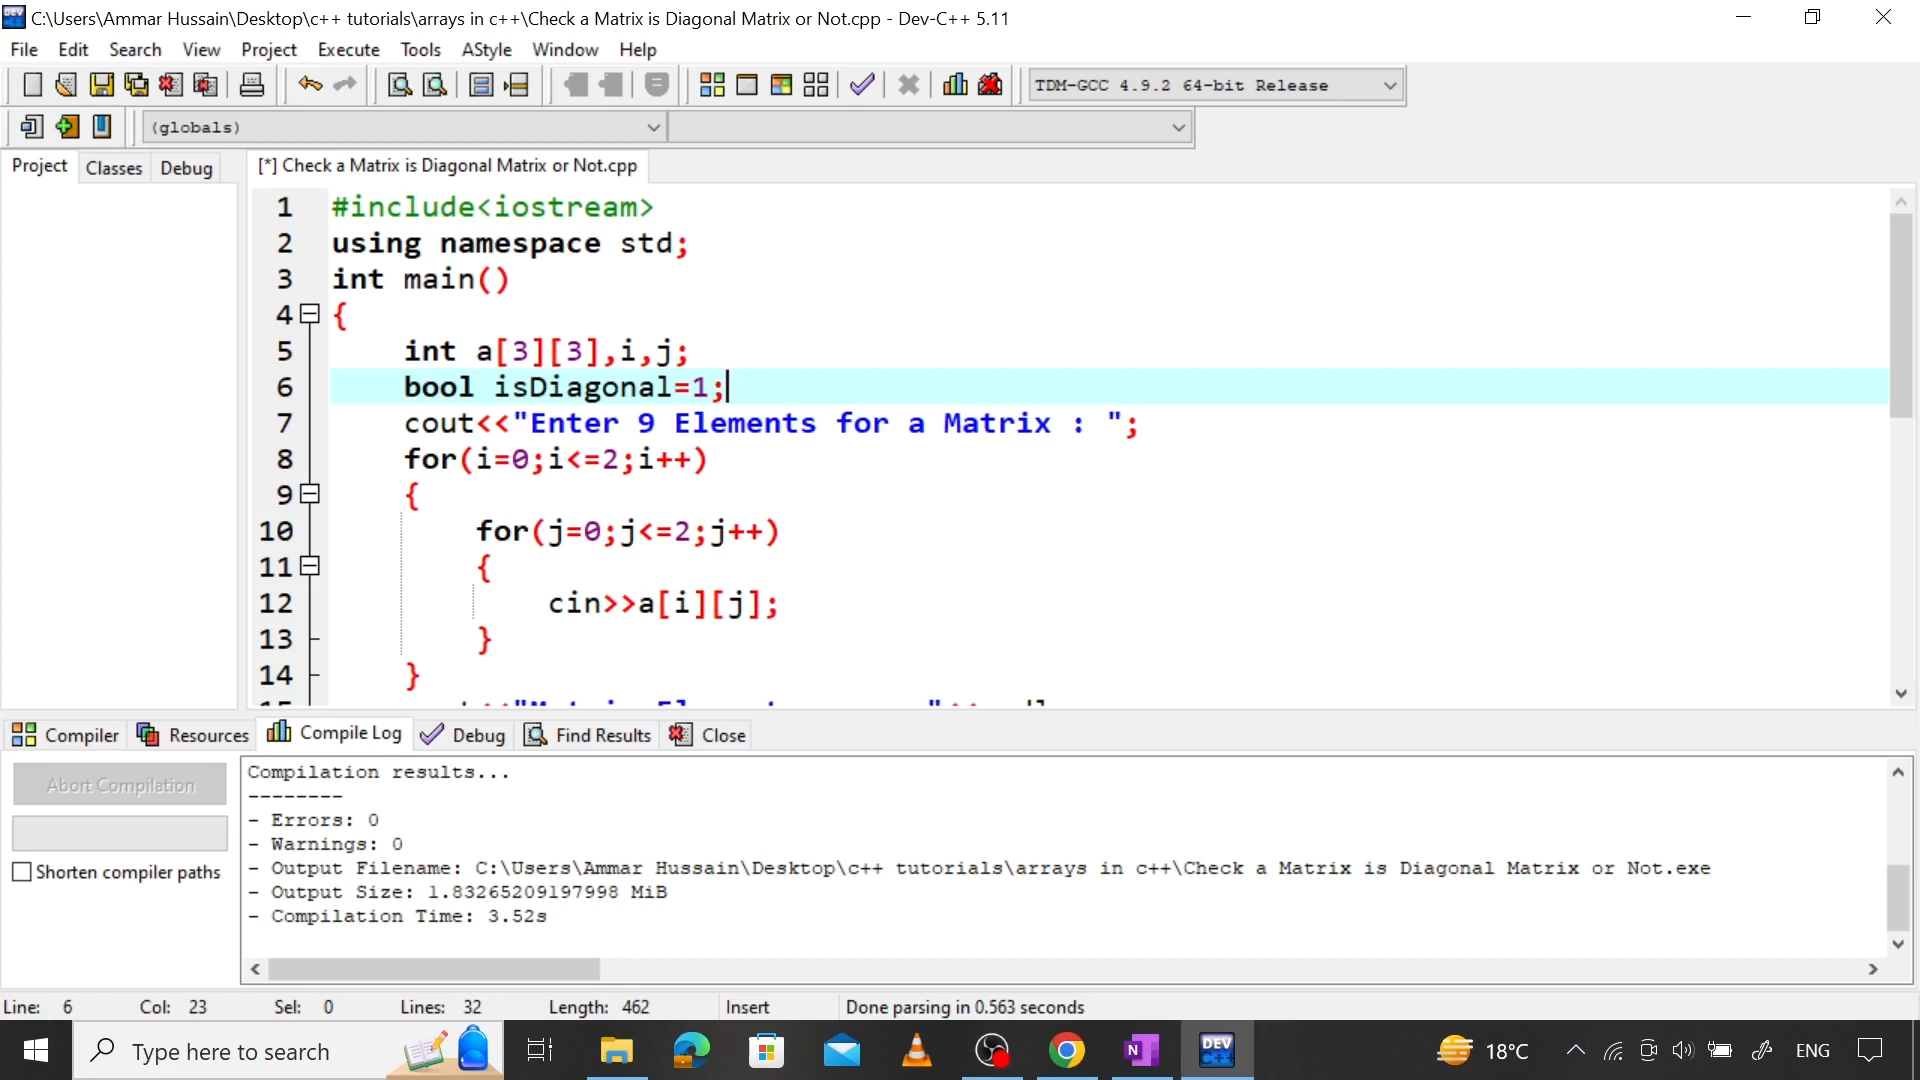 C:\Users\Ammar Hussain\Desktop\c++ tutorials\arrays in c++\Check a Matrix is Diagonal Matrix or Not.cpp - Dev-C++ 5.11
File Edit Search View Project Execute Tools AStyle Window Help
TDM-GCC 4.9.2 64-bit Release
(globals)
Project Classes Debug
[*] Check a Matrix is Diagonal Matrix or Not.cpp
1 #include<iostream>
2 using namespace std;
3 int main()
4 {
5 int a[3][3],i,j;
6 bool isDiagonal=1;
7 cout<<"Enter 9 Elements for a Matrix : ";
8 for(i=0;i<=2;i++)
9 {
10 for(j=0;j<=2;j++)
11 {
12 cin>>a[i][j];
13 }
14 }
Compiler Resources Compile Log Debug Find Results Close
Abort Compilation
Shorten compiler paths
Compilation results...
--------
- Errors: 0
- Warnings: 0
- Output Filename: C:\Users\Ammar Hussain\Desktop\c++ tutorials\arrays in c++\Check a Matrix is Diagonal Matrix or Not.exe
- Output Size: 1.83265209197998 MiB
- Compilation Time: 3.52s
Line: 6 Col: 23 Sel: 0 Lines: 32 Length: 462 Insert Done parsing in 0.563 seconds
Type here to search
N
DEV C++
18°C
ENG